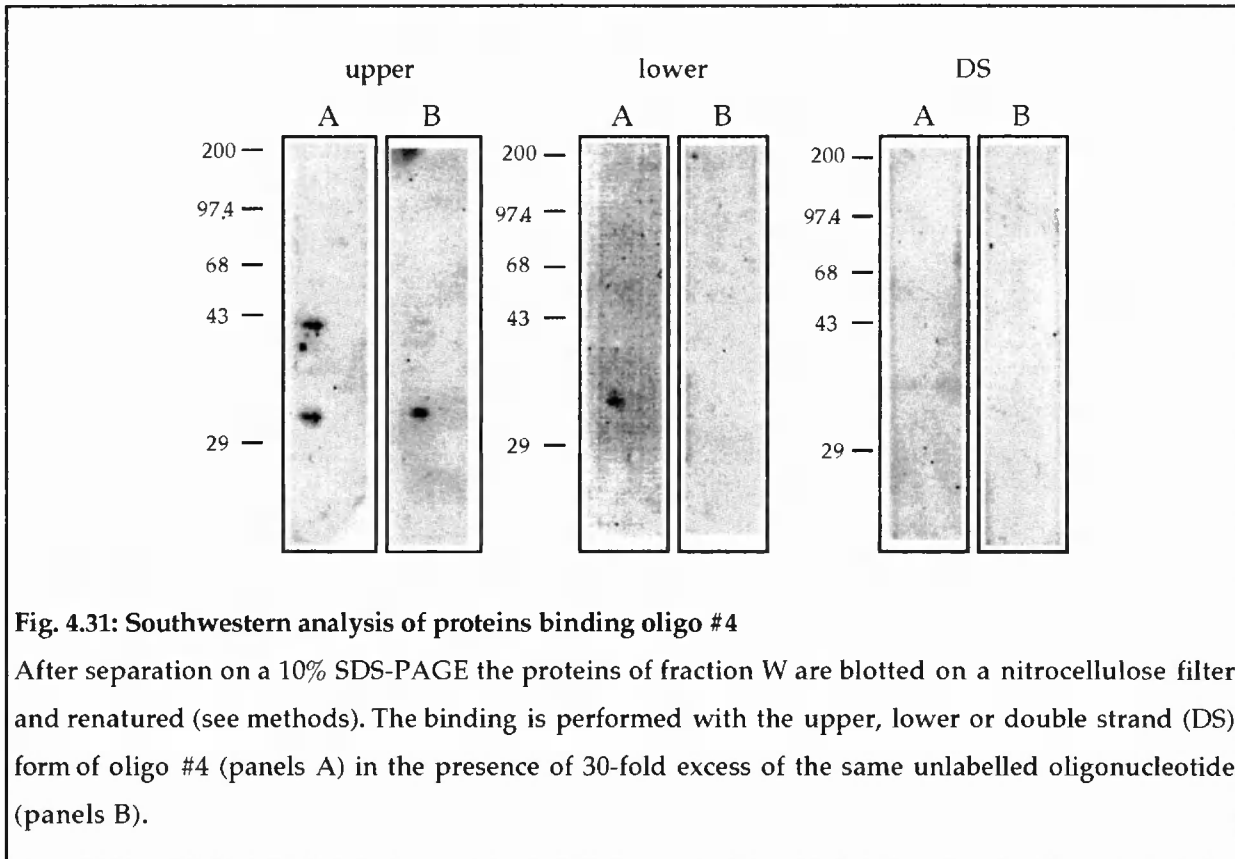 upper lower DS
A B A B A B
200 200 200
97.4 97.4 97.4
68 68 68
43 43 43
29 29 29
Fig. 4.31: Southwestern analysis of proteins binding oligo #4
After separation on a 10% SDS-PAGE the proteins of fraction W are blotted on a nitrocellulose filter
and renatured (see methods). The binding is performed with the upper, lower or double strand (DS)
form of oligo #4 (panels A) in the presence of 30-fold excess of the same unlabelled oligonucleotide
(panels B).